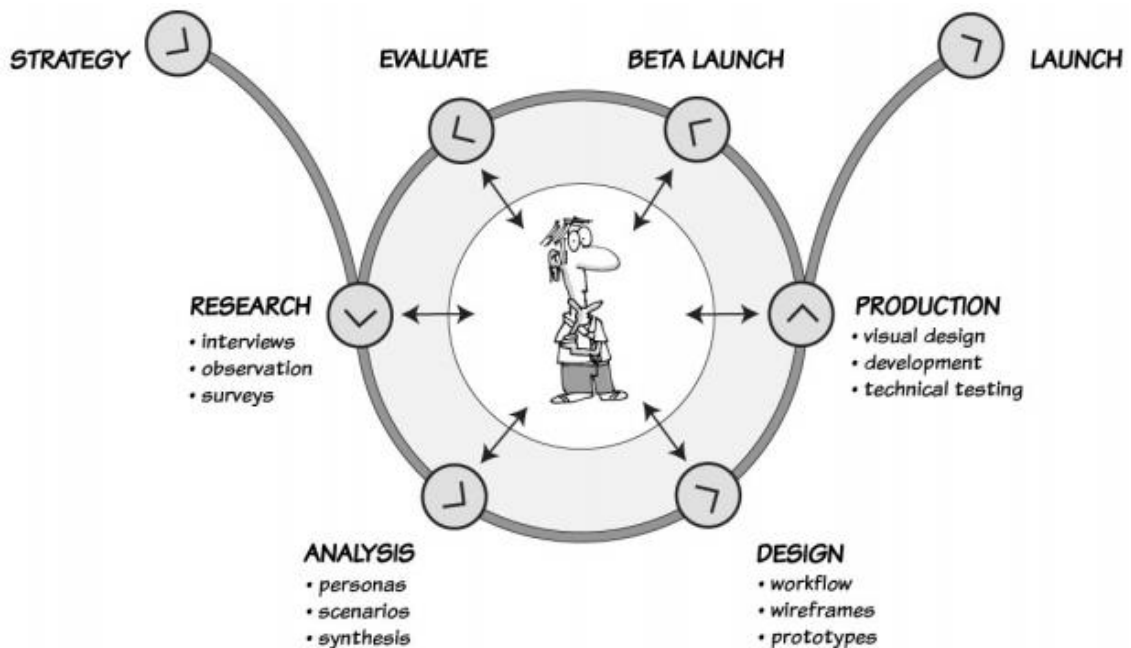 STRATEGY
EVALUATE
BETA LAUNCH
LAUNCH
RESEARCH
• interviews
• observation
• surveys
PRODUCTION
• visual design
• development
• technical testing
ANALYSIS
• personas
• scenarios
• synthesis
DESIGN
• workflow
• wireframes
• prototypes